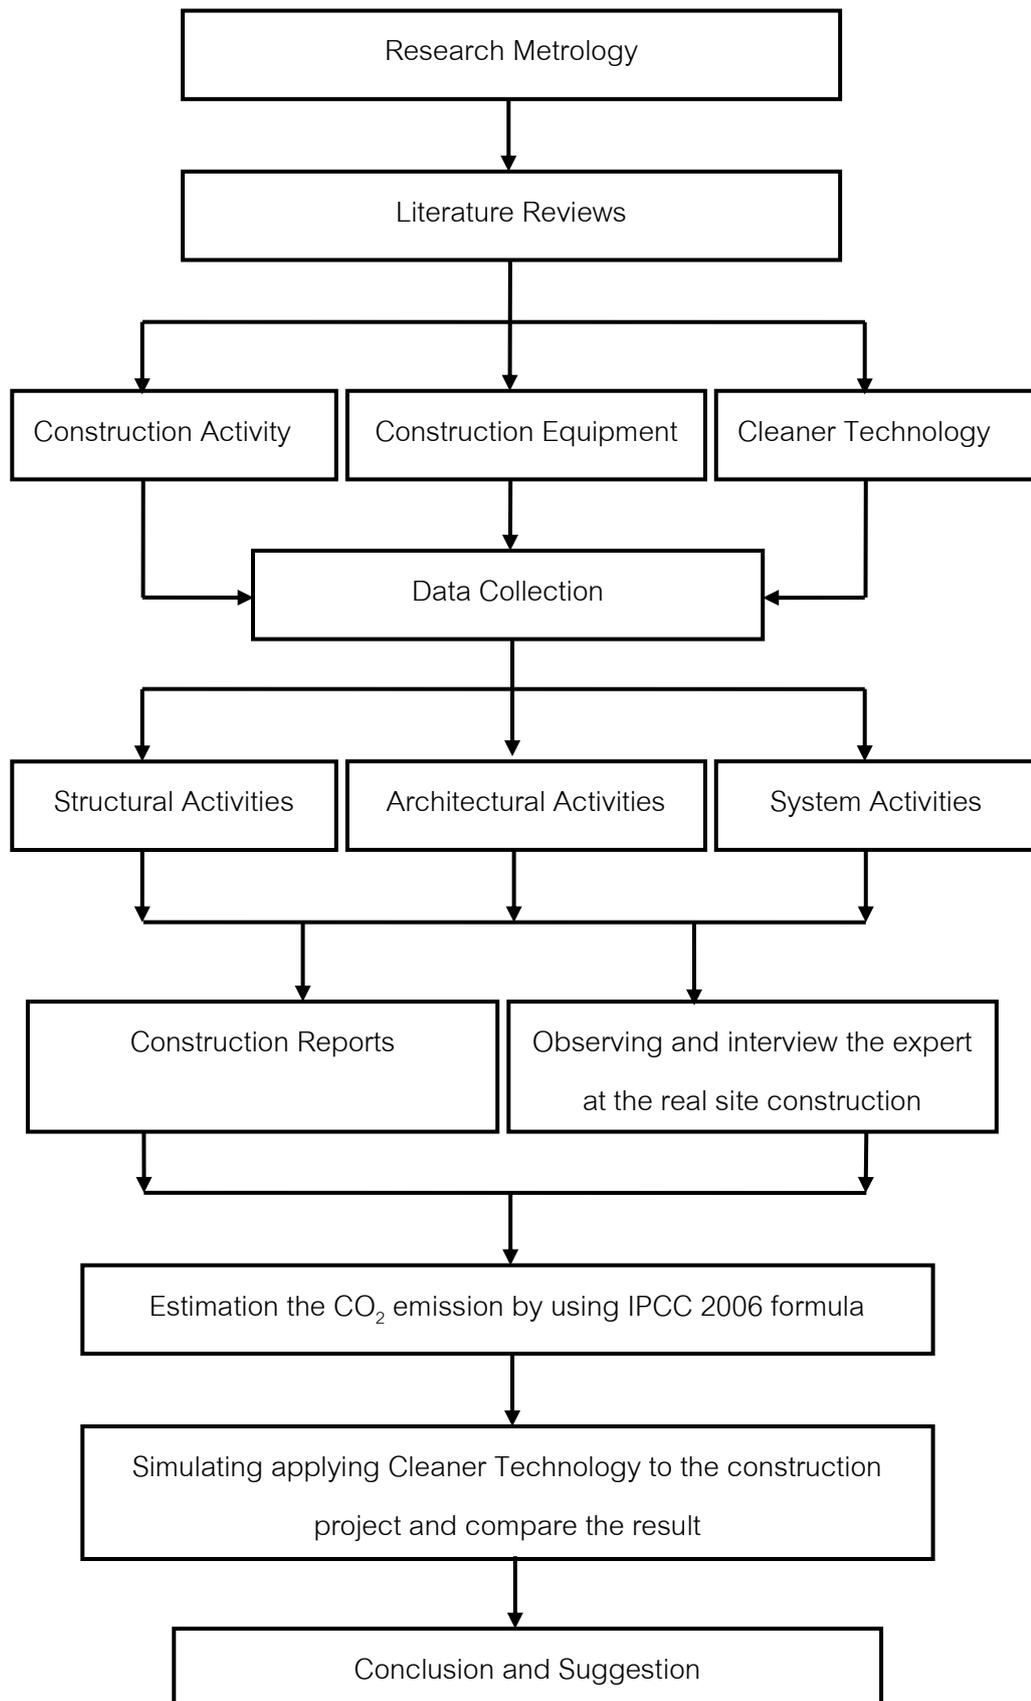 Research Metrology
Literature Reviews
Construction Activity
Construction Equipment
Cleaner Technology
Data Collection
Structural Activities
Architectural Activities
System Activities
Construction Reports
Observing and interview the expert
at the real site construction
Estimation the CO₂ emission by using IPCC 2006 formula
Simulating applying Cleaner Technology to the construction
project and compare the result
Conclusion and Suggestion